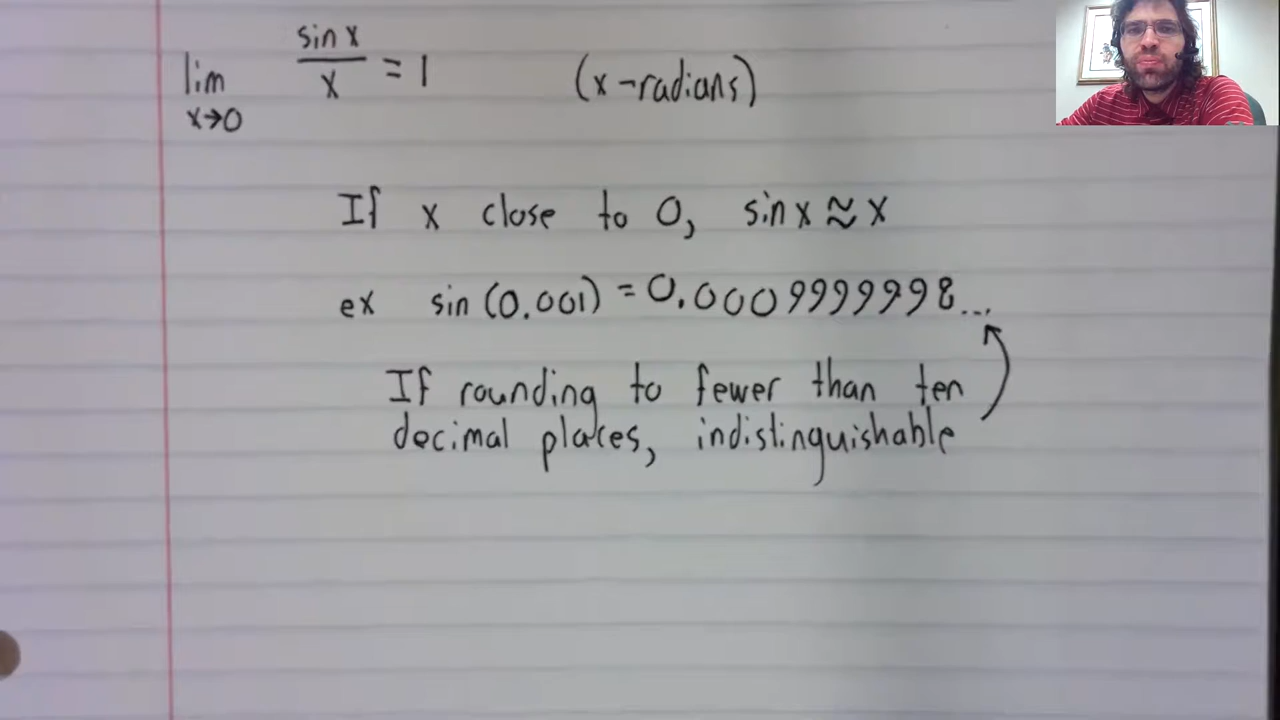 lim x→0 sin x / x = 1 (x-radians)
If x close to 0, sin x ≈ x
ex sin (0.001) = 0.0009999998...
If rounding to fewer than ten
decimal places, indistinguishable